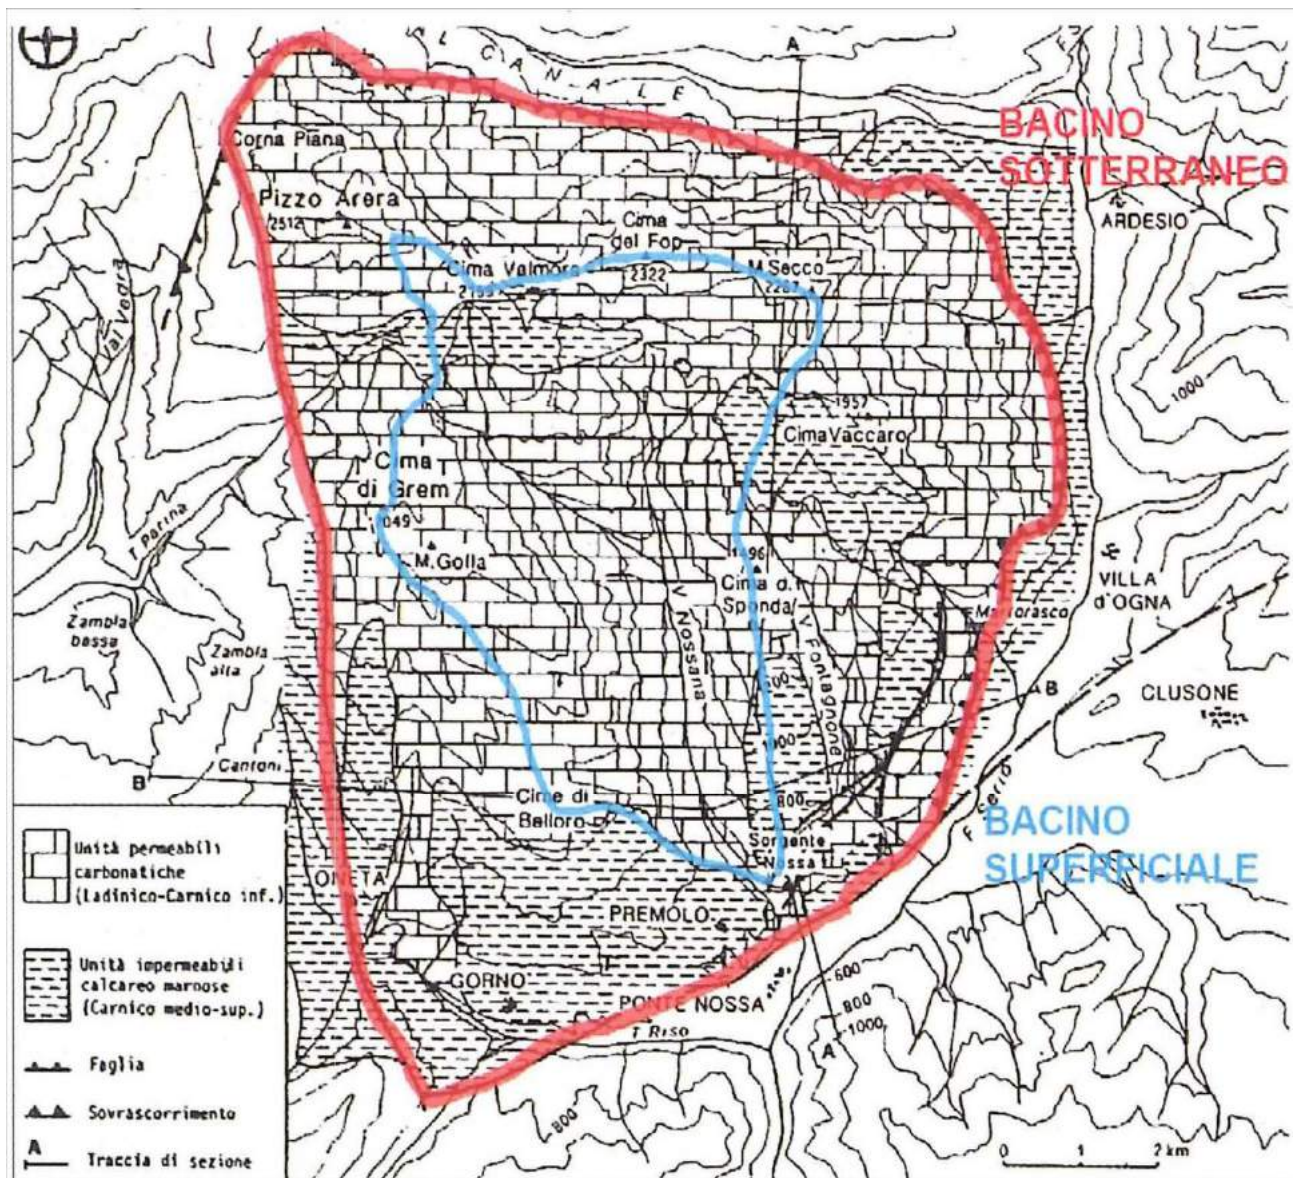 L CANALE
A
BACINO
SOTTERRANEO
Corna Piana
Pizzo Arera
2512
ARDESIO
Cima
del Fop
2322
Cima Valmora
M. Secco
Val Vedra
1000
1957
Cima Vaccaro
Cima
di Grem
M. Golla
T. Parina
Cima d.
Sponda
VILLA
d'OGNA
Zambla
bassa
Zambla
alta
V. Nossana
V. Fontagnone
B
CLUSONE
Cantoni
B
800
F. Serio
Cime di
Belloro
BACINO
SUPERFICIALE
Sorgente
Nossa
ONETA
PREMOLO
GORNO
PONTE NOSSA
T. Riso
600
800
1000
A
800
Unità permeabili
carbonatiche
(Ladinico-Carnico inf.)
Unità impermeabili
calcareo marnose
(Carnico medio-sup.)
Faglia
Sovrascorrimento
A
Traccia di sezione
0 1 2 km